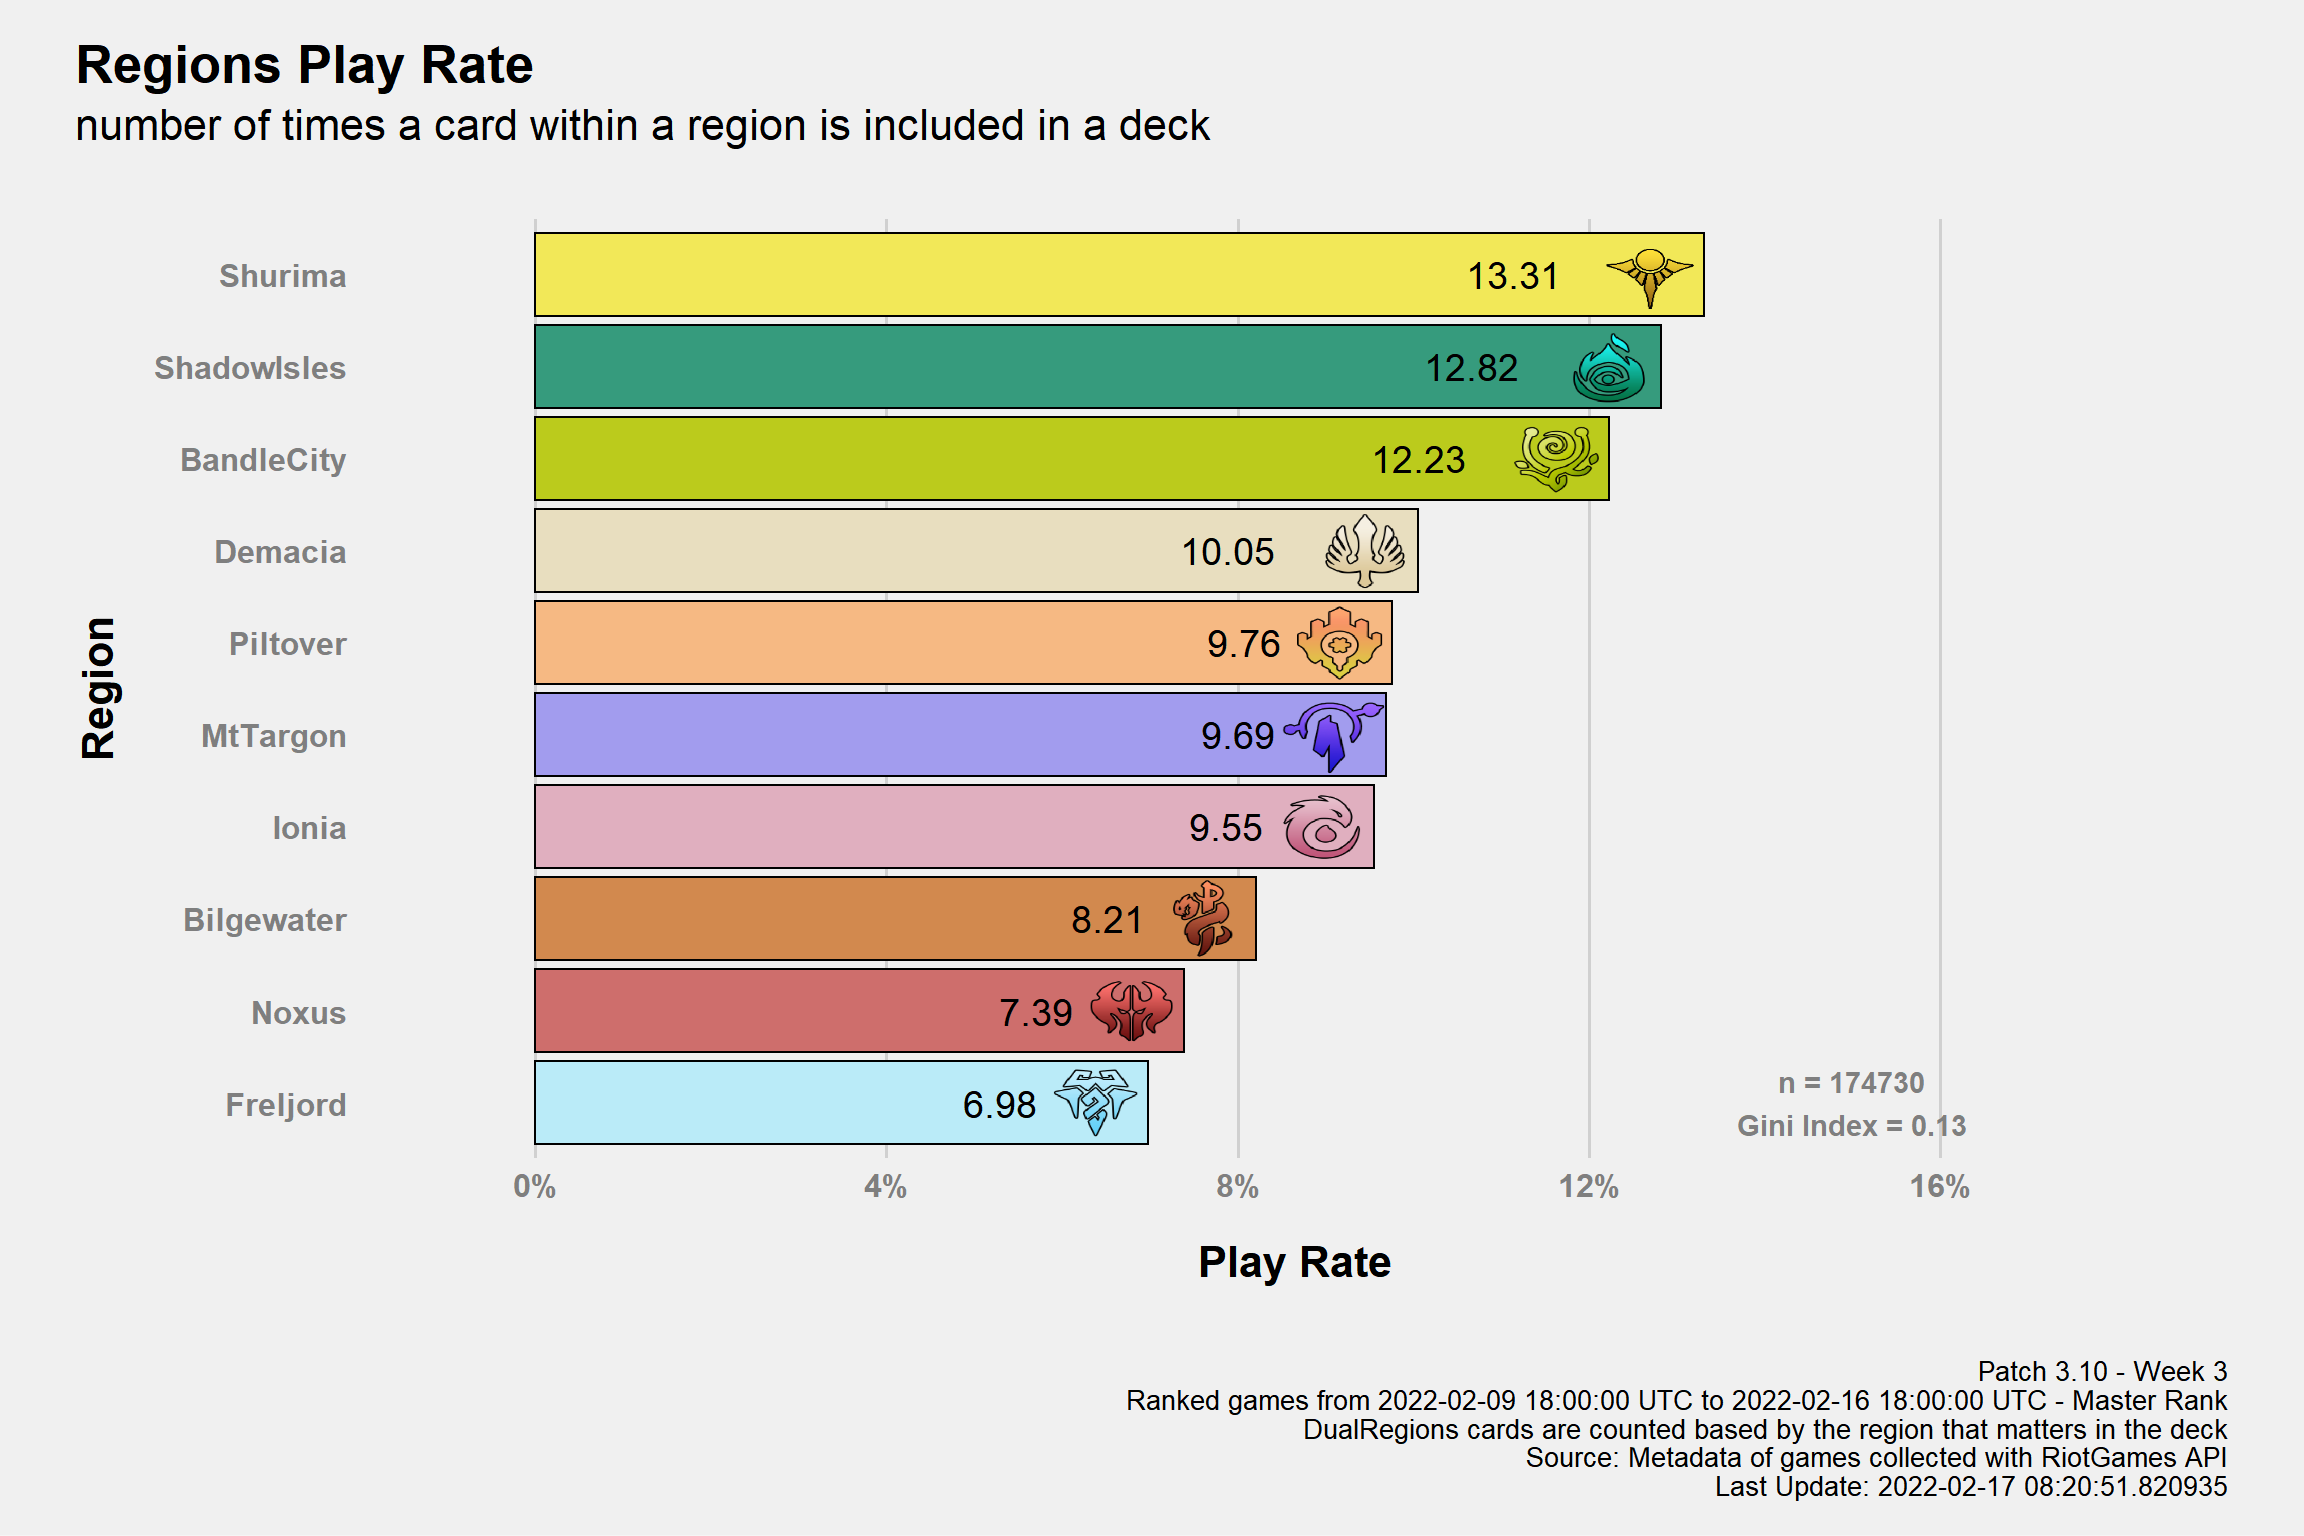 Regions Play Rate
number of times a card within a region is included in a deck
Region
Shurima
13.31
ShadowIsles
12.82
BandleCity
12.23
Demacia
10.05
Piltover
9.76
MtTargon
9.69
Ionia
9.55
Bilgewater
8.21
Noxus
7.39
Freljord
6.98
n = 174730
Gini Index = 0.13
0% 4% 8% 12% 16%
Play Rate
Patch 3.10 - Week 3
Ranked games from 2022-02-09 18:00:00 UTC to 2022-02-16 18:00:00 UTC - Master Rank
DualRegions cards are counted based by the region that matters in the deck
Source: Metadata of games collected with RiotGames API
Last Update: 2022-02-17 08:20:51.820935